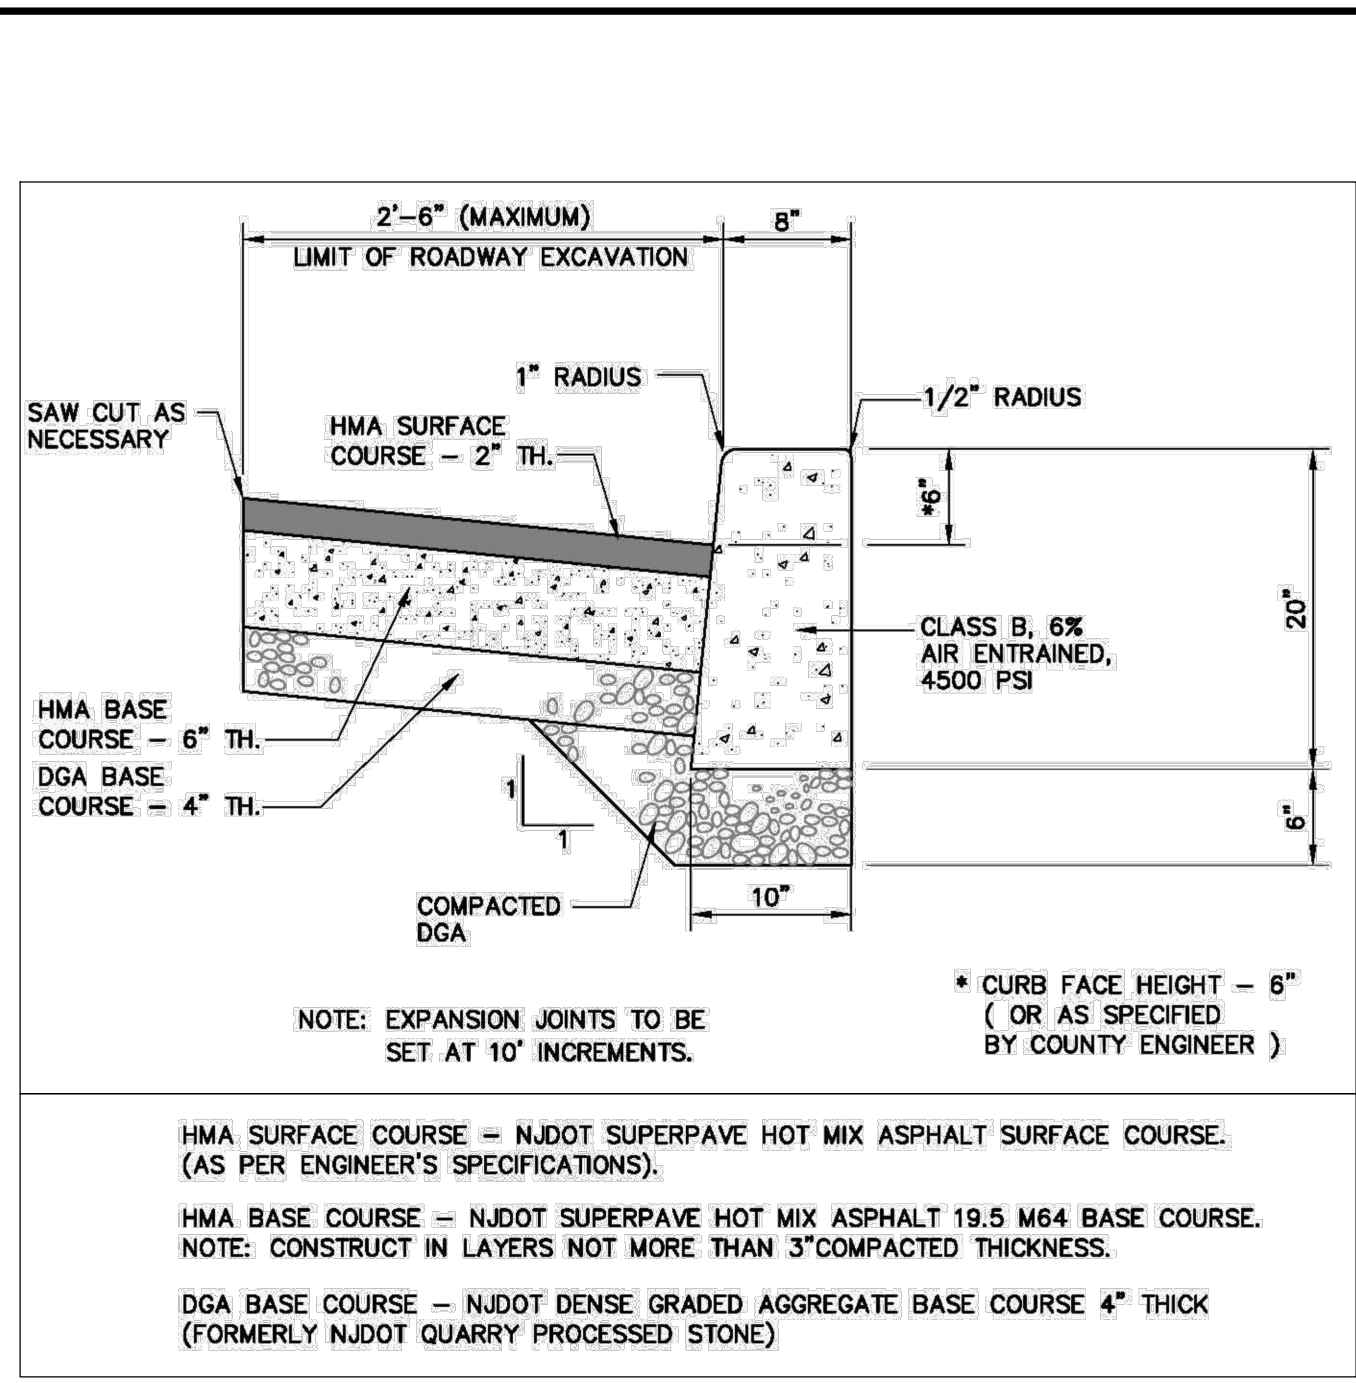 2'-6" (MAXIMUM)
8"
LIMIT OF ROADWAY EXCAVATION
1" RADIUS
1/2" RADIUS
SAW CUT AS
NECESSARY
HMA SURFACE
COURSE - 2" TH.
*6"
20"
CLASS B, 6%
AIR ENTRAINED,
4500 PSI
HMA BASE
COURSE - 6" TH.
DGA BASE
COURSE - 4" TH.
1
1
6"
10"
COMPACTED
DGA
* CURB FACE HEIGHT - 6"
( OR AS SPECIFIED
BY COUNTY ENGINEER )
NOTE: EXPANSION JOINTS TO BE
SET AT 10' INCREMENTS.
HMA SURFACE COURSE - NJDOT SUPERPAVE HOT MIX ASPHALT SURFACE COURSE.
(AS PER ENGINEER'S SPECIFICATIONS).
HMA BASE COURSE - NJDOT SUPERPAVE HOT MIX ASPHALT 19.5 M64 BASE COURSE.
NOTE: CONSTRUCT IN LAYERS NOT MORE THAN 3"COMPACTED THICKNESS.
DGA BASE COURSE - NJDOT DENSE GRADED AGGREGATE BASE COURSE 4" THICK
(FORMERLY NJDOT QUARRY PROCESSED STONE)